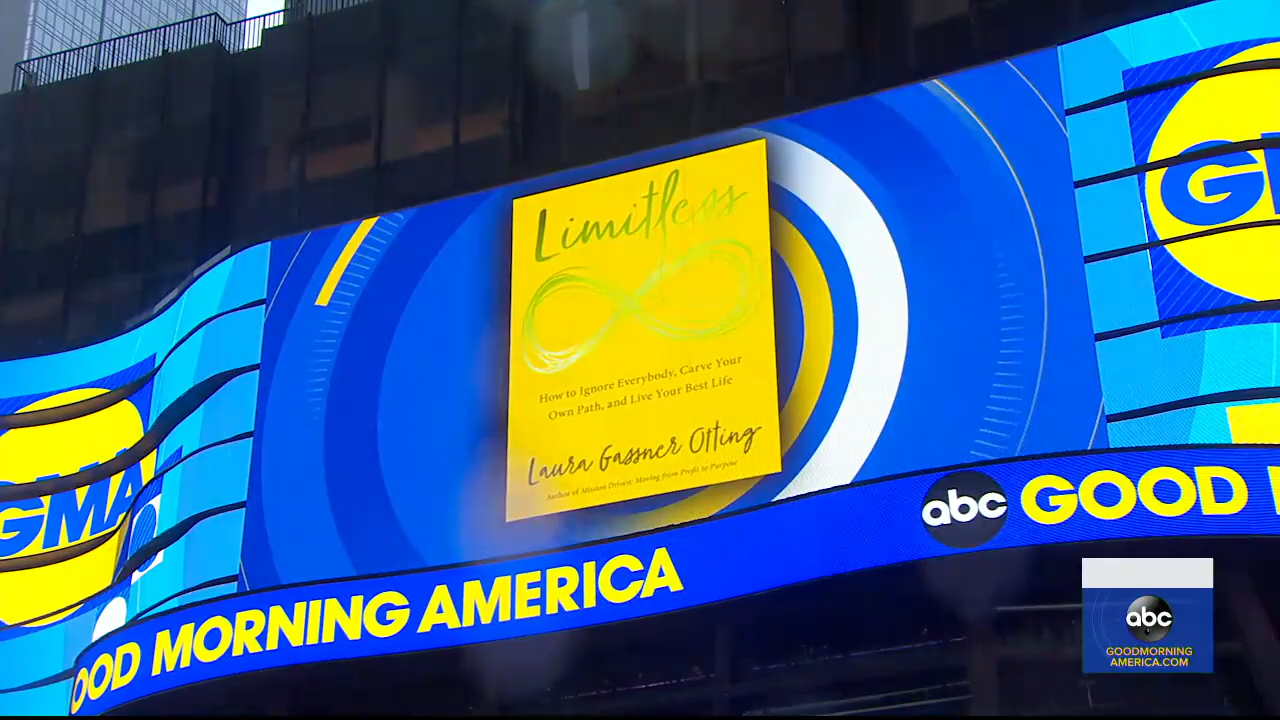 Limitless
How to Ignore Everybody, Carve Your
Own Path, and Live Your Best Life
Laura Gassner Otting
Author of Mission Driven: Moving from Profit to Purpose
G
GMA
abc GOOD
OOD MORNING AMERICA
abc
GOODMORNING
AMERICA.COM